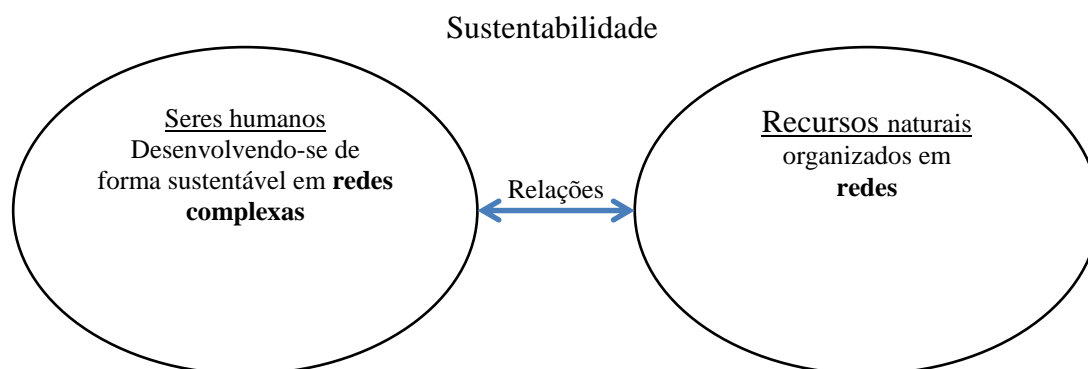 Sustentabilidade
Seres humanos
Desenvolvendo-se de
forma sustentável em redes
complexas
Relações
Recursos naturais
organizados em
redes